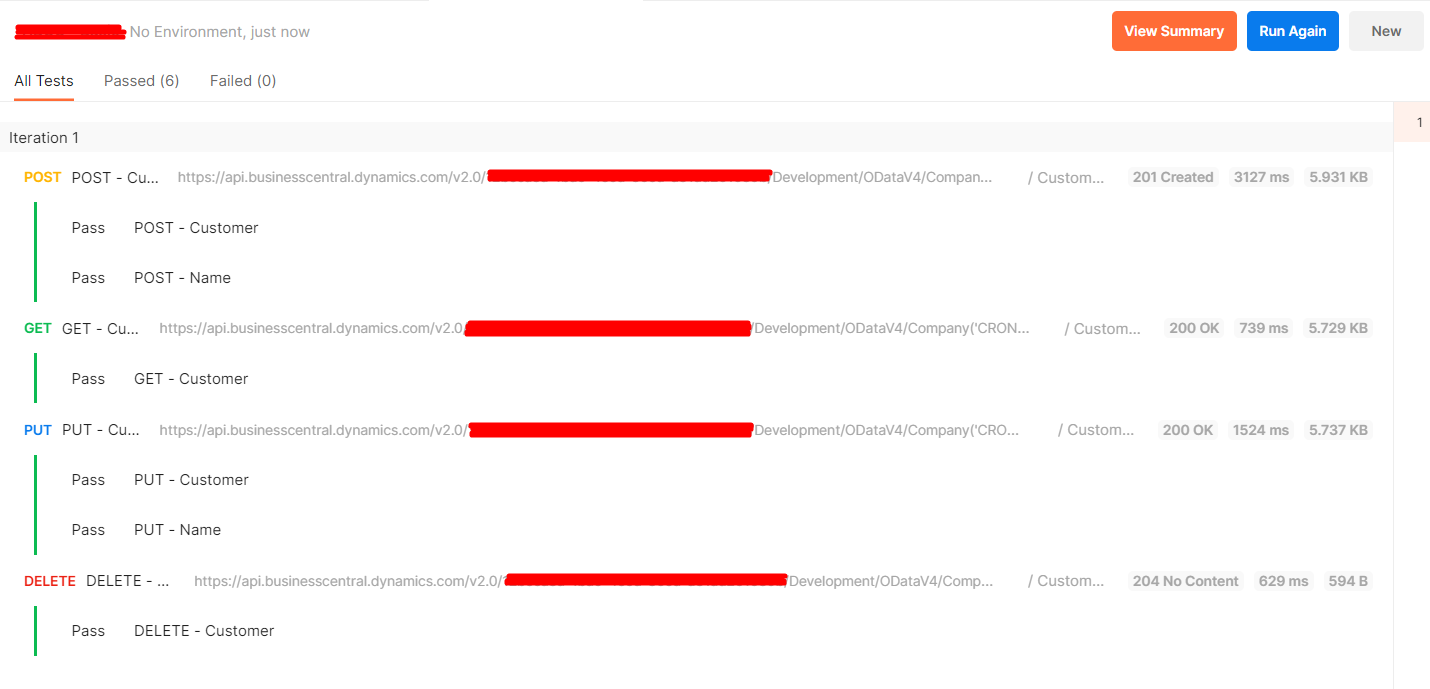 No Environment, just now
View Summary Run Again New
All Tests Passed (6) Failed (0)
1
Iteration 1
POST POST - Cu... https://api.businesscentral.dynamics.com/v2.0/ /Development/ODataV4/Compan... / Custom... 201 Created 3127 ms 5.931 KB
Pass POST - Customer
Pass POST - Name
GET GET - Cu... https://api.businesscentral.dynamics.com/v2.0/ /Development/ODataV4/Company('CRON... / Custom... 200 OK 739 ms 5.729 KB
Pass GET - Customer
PUT PUT - Cu... https://api.businesscentral.dynamics.com/v2.0/ Development/ODataV4/Company('CRO... / Custom... 200 OK 1524 ms 5.737 KB
Pass PUT - Customer
Pass PUT - Name
DELETE DELETE - ... https://api.businesscentral.dynamics.com/v2.0/ Development/ODataV4/Comp... / Custom... 204 No Content 629 ms 594 B
Pass DELETE - Customer